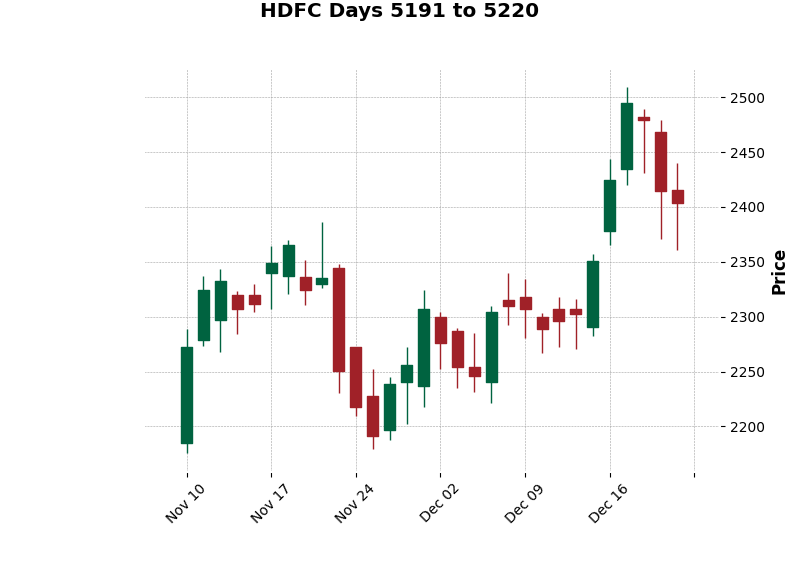 HDFC Days 5191 to 5220
2500
2450
2400
2350
2300
2250
2200
Price
Nov 10
Nov 17
Nov 24
Dec 02
Dec 09
Dec 16